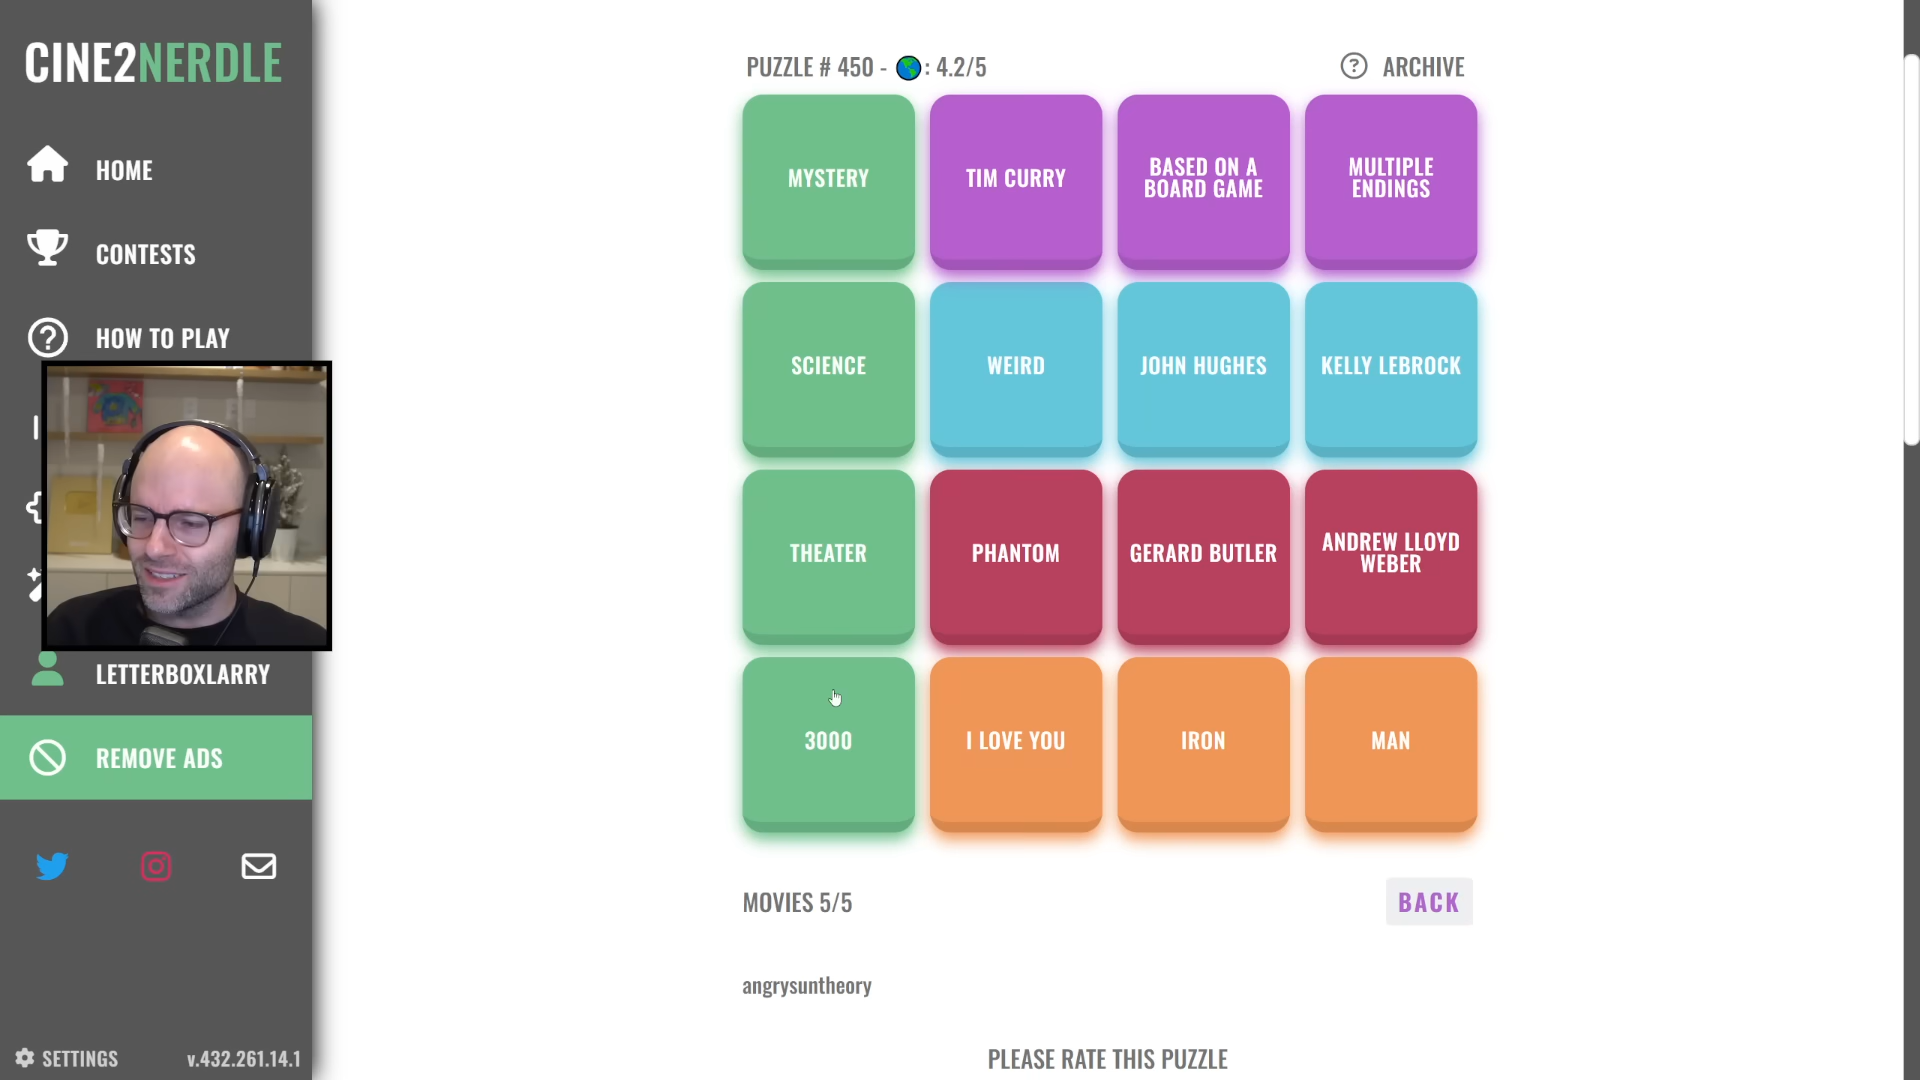 CINE2NERDLE
PUZZLE # 450 - : 4.2/5
ARCHIVE
HOME
CONTESTS
HOW TO PLAY
LETTERBOXLARRY
REMOVE ADS
SETTINGS
v.432.261.14.1
MYSTERY
TIM CURRY
BASED ON A
BOARD GAME
MULTIPLE
ENDINGS
SCIENCE
WEIRD
JOHN HUGHES
KELLY LEBROCK
THEATER
PHANTOM
GERARD BUTLER
ANDREW LLOYD
WEBER
3000
I LOVE YOU
IRON
MAN
MOVIES 5/5
BACK
angrysuntheory
PLEASE RATE THIS PUZZLE